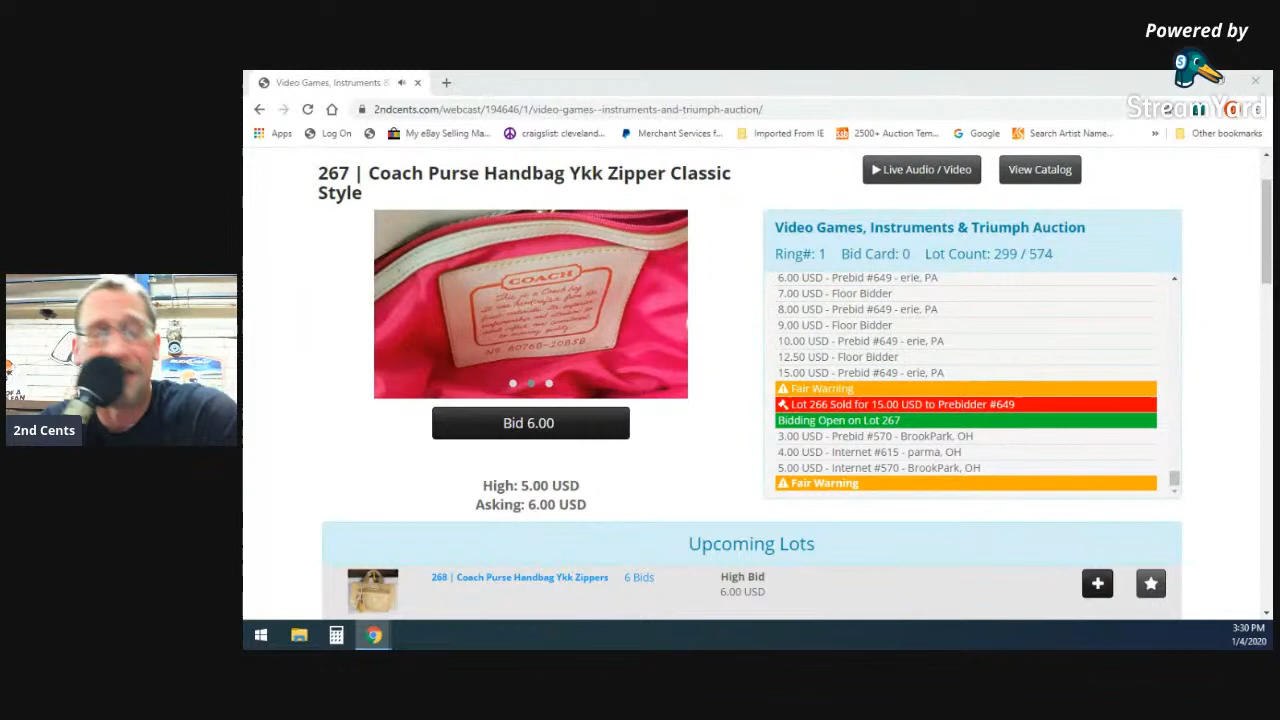 Powered by
StreamYard
Video Games, Instruments &
2ndcents.com/webcast/194646/1/video-games--instruments-and-triumph-auction/
Apps Log On My eBay Selling Ma... craigslist: cleveland... Merchant Services f... Imported From IE 2500+ Auction Tem... Google Search Artist Name... » Other bookmarks
267 | Coach Purse Handbag Ykk Zipper Classic
Style
Live Audio / Video
View Catalog
COACH
This is a Coach bag.
Nº A0768-20858
Bid 6.00
High: 5.00 USD
Asking: 6.00 USD
Video Games, Instruments & Triumph Auction
Ring#: 1 Bid Card: 0 Lot Count: 299 / 574
6.00 USD - Prebid #649 - erie, PA
7.00 USD - Floor Bidder
8.00 USD - Prebid #649 - erie, PA
9.00 USD - Floor Bidder
10.00 USD - Prebid #649 - erie, PA
12.50 USD - Floor Bidder
15.00 USD - Prebid #649 - erie, PA
Fair Warning
Lot 266 Sold for 15.00 USD to Prebidder #649
Bidding Open on Lot 267
3.00 USD - Prebid #570 - BrookPark, OH
4.00 USD - Internet #615 - parma, OH
5.00 USD - Internet #570 - BrookPark, OH
Fair Warning
2nd Cents
Upcoming Lots
268 | Coach Purse Handbag Ykk Zippers 6 Bids High Bid
6.00 USD
3:30 PM
1/4/2020